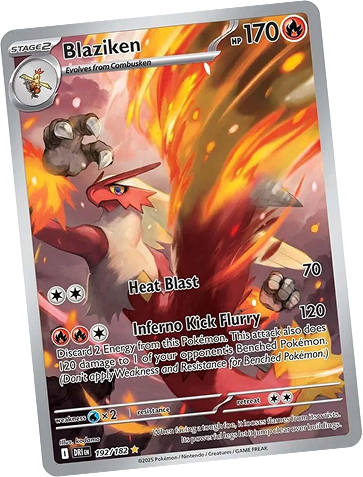 STAGE2 Blaziken HP 170
Evolves from Combusken
Heat Blast 70
Inferno Kick Flurry 120
Discard 2 Energy from this Pokémon. This attack also does
120 damage to 1 of your opponent's Benched Pokémon.
(Don't apply Weakness and Resistance for Benched Pokémon.)
weakness ×2 resistance retreat
When facing a tough foe, it looses flames from its wrists.
Its powerful legs let it jump clear over buildings.
Illus. kodama
I DRI EN 192/182
©2025 Pokémon / Nintendo / Creatures / GAME FREAK